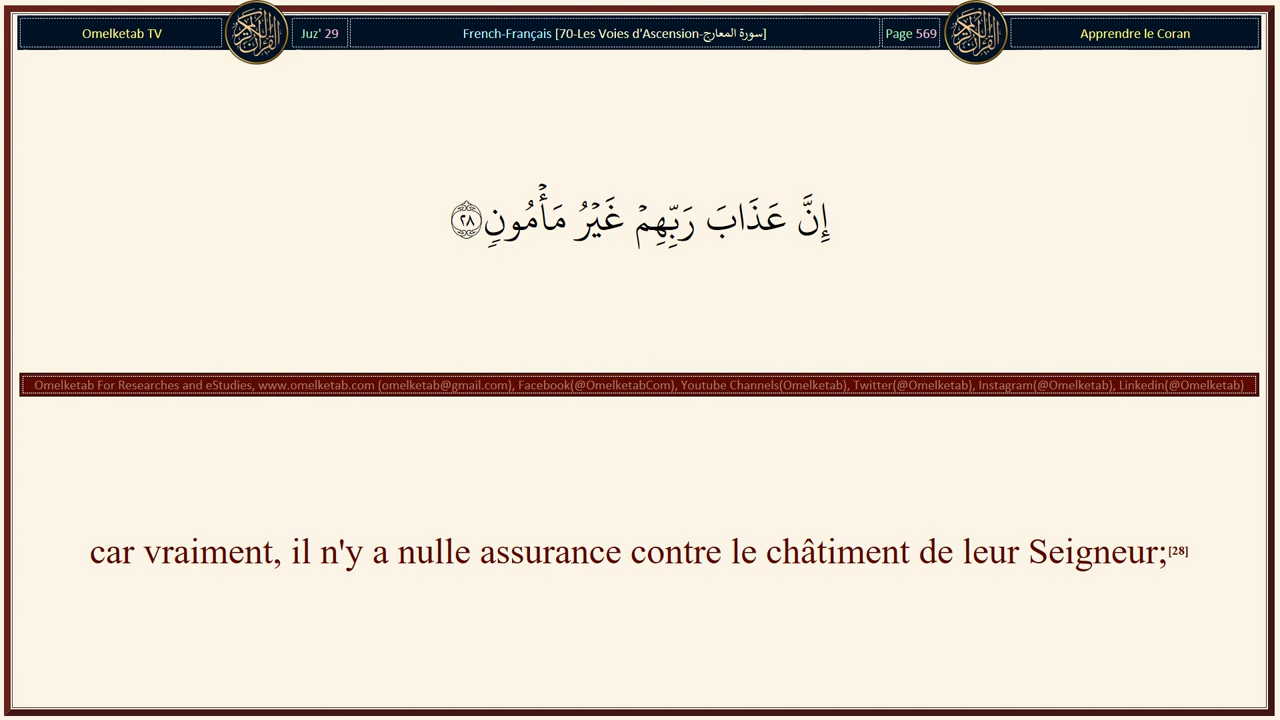 Omelketab TV
Juz' 29
French-Français [70-Les Voies d'Ascension-سورة المعارج]
Page 569
Apprendre le Coran
إِنَّ عَذَابَ رَبِّهِمۡ غَيۡرُ مَأۡمُونٖ ٢٨
Omelketab For Researches and eStudies, www.omelketab.com (omelketab@gmail.com), Facebook(@OmelketabCom), Youtube Channels(Omelketab), Twitter(@Omelketab), Instagram(@Omelketab), Linkedin(@Omelketab)
car vraiment, il n'y a nulle assurance contre le châtiment de leur Seigneur;[28]